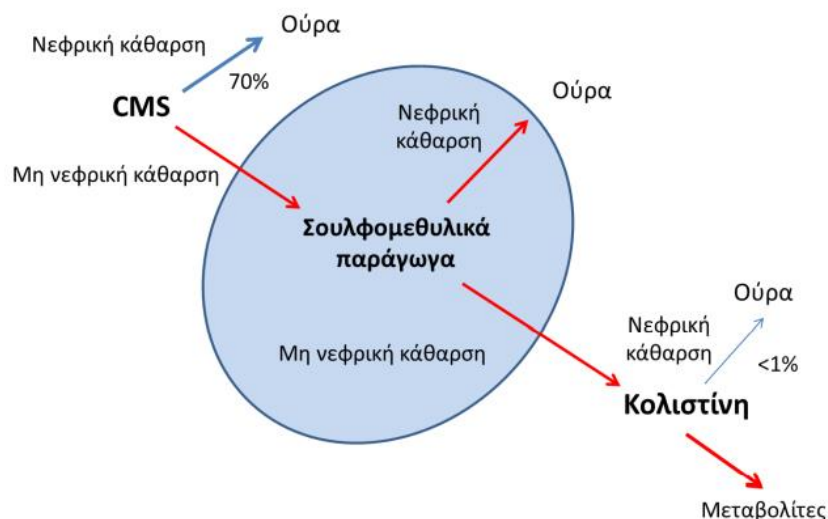 Νεφρική κάθαρση
Ούρα
70%
CMS
Μη νεφρική κάθαρση
Νεφρική
κάθαρση
Ούρα
Σουλφομεθυλικά
παράγωγα
Μη νεφρική κάθαρση
Νεφρική
κάθαρση
Ούρα
<1%
Κολιστίνη
Μεταβολίτες